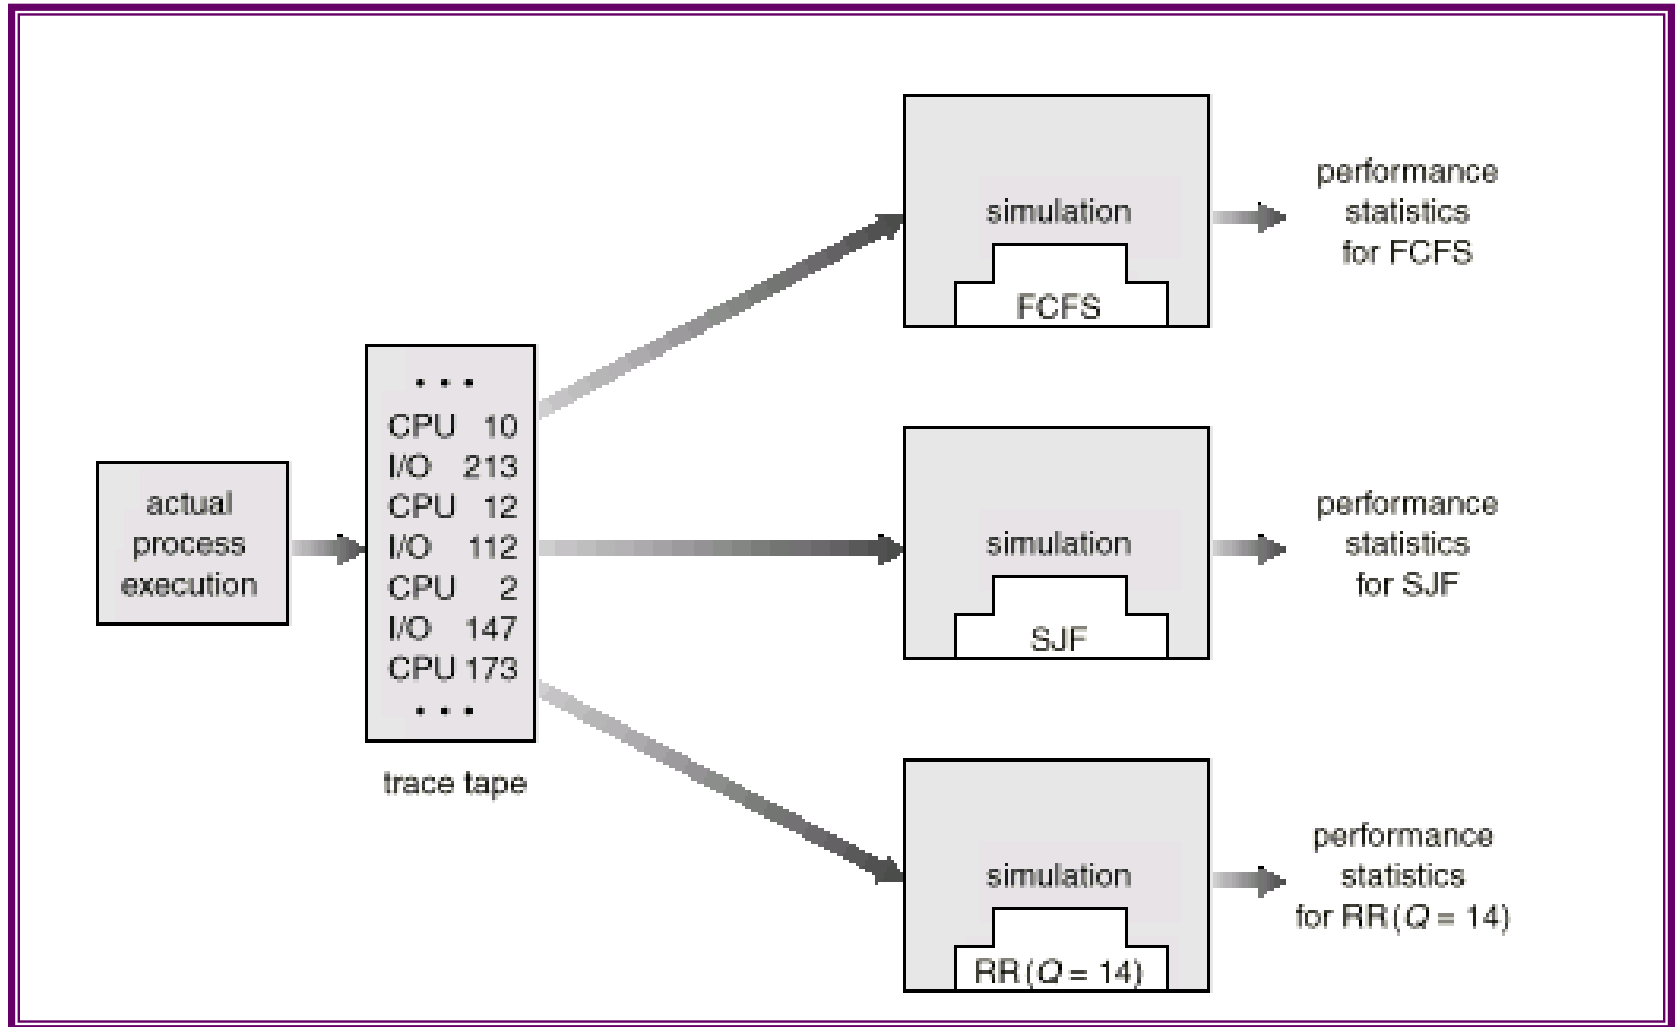 actual
process
execution
• • •
CPU 10
I/O 213
CPU 12
I/O 112
CPU 2
I/O 147
CPU 173
• • •
trace tape
simulation
FCFS
performance
statistics
for FCFS
simulation
SJF
performance
statistics
for SJF
simulation
RR(Q = 14)
performance
statistics
for RR(Q = 14)